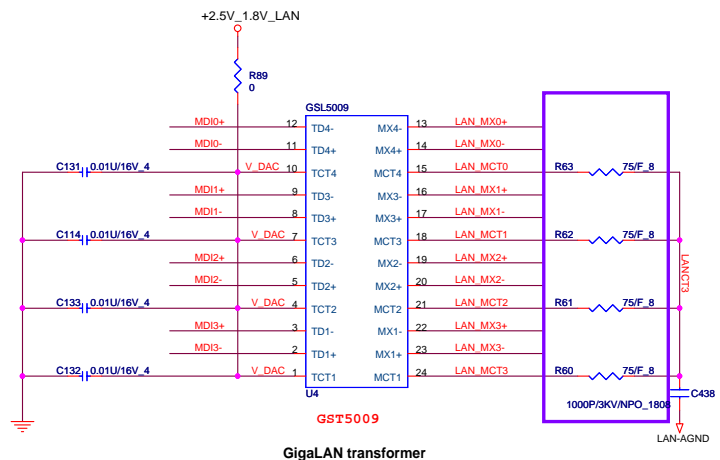 +2.5V_1.8V_LAN
R89
0
GSL5009
MDI0+ 12 TD4- MX4- 13 LAN_MX0+
MDI0- 11 TD4+ MX4+ 14 LAN_MX0-
C131 0.01U/16V_4 V_DAC 10 TCT4 MCT4 15 LAN_MCT0 R63 75/F_8
MDI1+ 9 TD3- MX3- 16 LAN_MX1+
MDI1- 8 TD3+ MX3+ 17 LAN_MX1-
C114 0.01U/16V_4 V_DAC 7 TCT3 MCT3 18 LAN_MCT1 R62 75/F_8
MDI2+ 6 TD2- MX2- 19 LAN_MX2+
LANCT3
MDI2- 5 TD2+ MX2+ 20 LAN_MX2-
C133 0.01U/16V_4 V_DAC 4 TCT2 MCT2 21 LAN_MCT2 R61 75/F_8
MDI3+ 3 TD1- MX1- 22 LAN_MX3+
MDI3- 2 TD1+ MX1+ 23 LAN_MX3-
C132 0.01U/16V_4 V_DAC 1 TCT1 MCT1 24 LAN_MCT3 R60 75/F_8
U4
C438
1000P/3KV/NPO_1808
GST5009
LAN-AGND
GigaLAN transformer